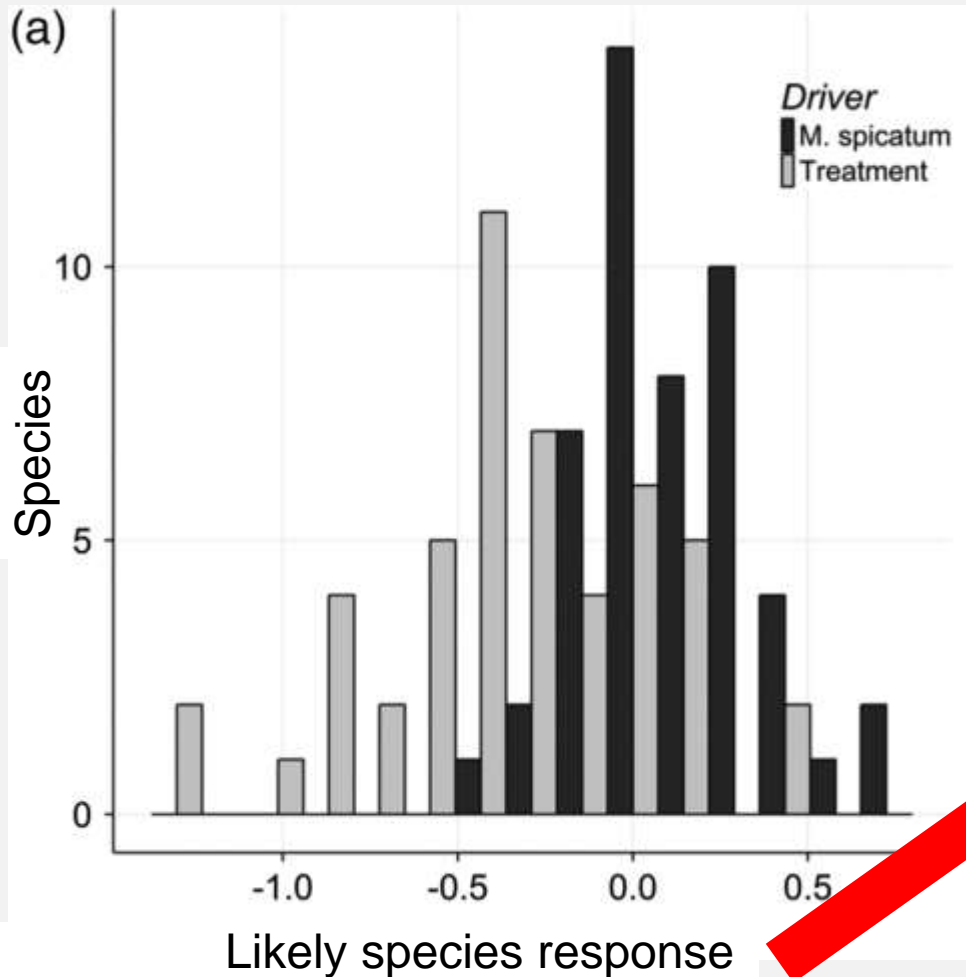 (a)
Driver
M. spicatum
Treatment
10
5
0
Species
-1.0 -0.5 0.0 0.5
Likely species response